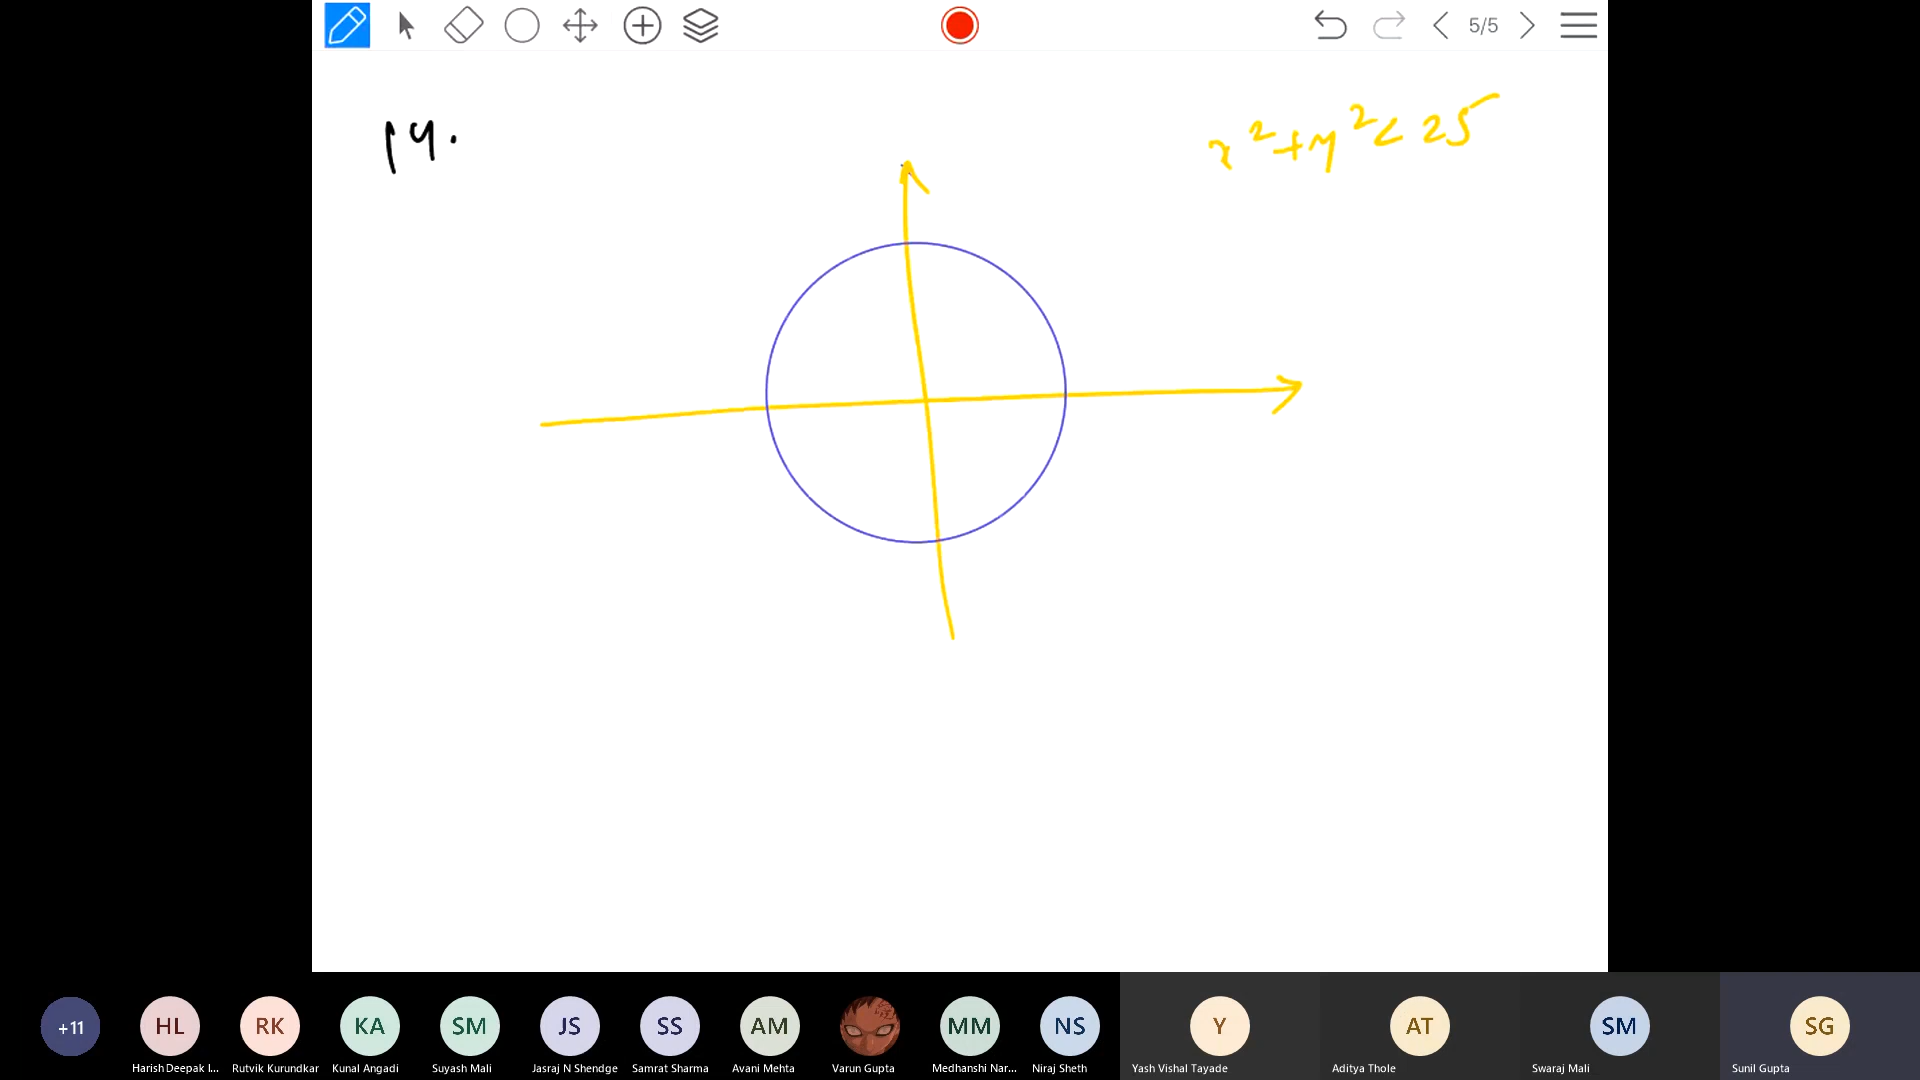 5/5
14.
x²+y²<25
+11
HL
RK
KA
SM
JS
SS
AM
MM
NS
Y
AT
SM
SG
Harish Deepak I...
Rutvik Kurundkar
Kunal Angadi
Suyash Mali
Jasraj N Shendge
Samrat Sharma
Avani Mehta
Varun Gupta
Medhanshi Nar...
Niraj Sheth
Yash Vishal Tayade
Aditya Thole
Swaraj Mali
Sunil Gupta